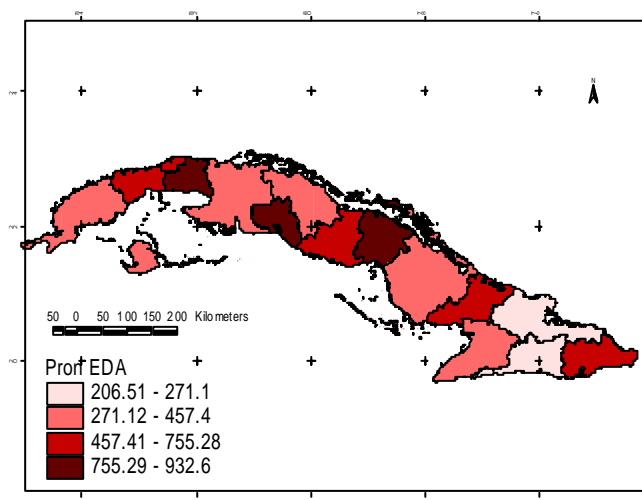 N
50 0 50 100 150 200 Kilometers
Pron EDA
206.51 - 271.1
271.12 - 457.4
457.41 - 755.28
755.29 - 932.6